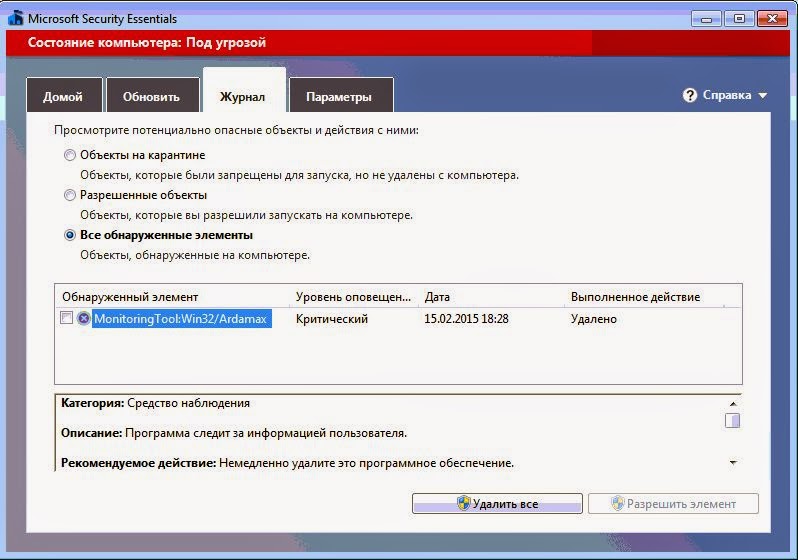 Microsoft Security Essentials
Состояние компьютера: Под угрозой
Домой
Обновить
Журнал
Параметры
Справка
Просмотрите потенциально опасные объекты и действия с ними:
Объекты на карантине
Объекты, которые были запрещены для запуска, но не удалены с компьютера.
Разрешенные объекты
Объекты, которые вы разрешили запускать на компьютере.
Все обнаруженные элементы
Объекты, обнаруженные на компьютере.
Обнаруженный элемент Уровень оповещен... Дата Выполненное действие
MonitoringTool:Win32/Ardamax Критический 15.02.2015 18:28 Удалено
Категория: Средство наблюдения
Описание: Программа следит за информацией пользователя.
Рекомендуемое действие: Немедленно удалите это программное обеспечение.
Удалить все
Разрешить элемент